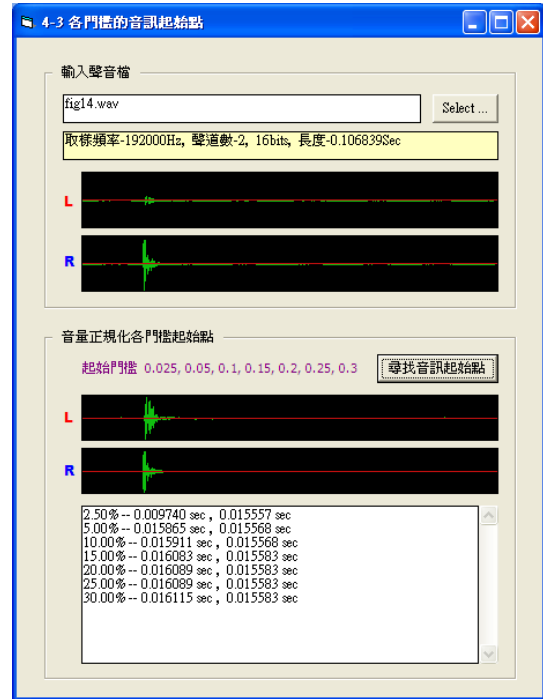 4-3 各門檻的音訊起始點
輸入聲音檔
fig14.wav
Select ...
取樣頻率-192000Hz, 聲道數-2, 16bits, 長度-0.106839Sec
L
R
音量正規化各門檻起始點
起始門檻 0.025, 0.05, 0.1, 0.15, 0.2, 0.25, 0.3
尋找音訊起始點
L
R
2.50% -- 0.009740 sec , 0.015557 sec
5.00% -- 0.015865 sec , 0.015568 sec
10.00% -- 0.015911 sec , 0.015568 sec
15.00% -- 0.016083 sec , 0.015583 sec
20.00% -- 0.016089 sec , 0.015583 sec
25.00% -- 0.016089 sec , 0.015583 sec
30.00% -- 0.016115 sec , 0.015583 sec